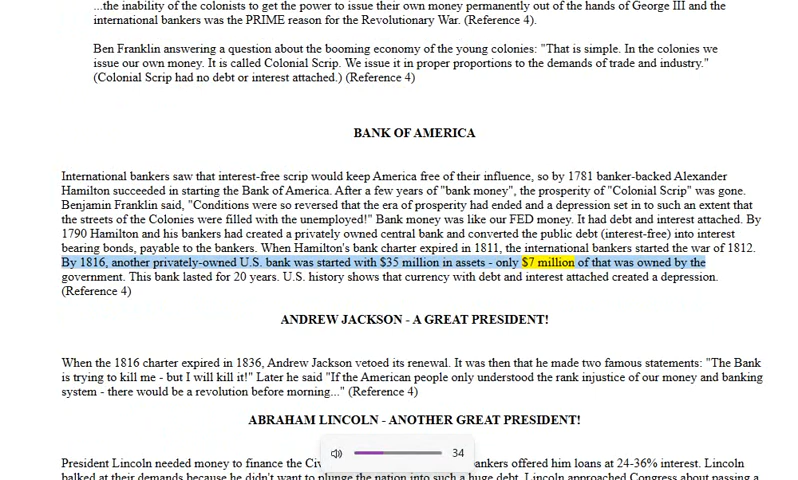 ...the inability of the colonists to get the power to issue their own money permanently out of the hands of George III and the
international bankers was the PRIME reason for the Revolutionary War. (Reference 4).
Ben Franklin answering a question about the booming economy of the young colonies: "That is simple. In the colonies we
issue our own money. It is called Colonial Scrip. We issue it in proper proportions to the demands of trade and industry."
(Colonial Scrip had no debt or interest attached.) (Reference 4)
BANK OF AMERICA
International bankers saw that interest-free scrip would keep America free of their influence, so by 1781 banker-backed Alexander
Hamilton succeeded in starting the Bank of America. After a few years of "bank money", the prosperity of "Colonial Scrip" was gone.
Benjamin Franklin said, "Conditions were so reversed that the era of prosperity had ended and a depression set in to such an extent that
the streets of the Colonies were filled with the unemployed!" Bank money was like our FED money. It had debt and interest attached. By
1790 Hamilton and his bankers had created a privately owned central bank and converted the public debt (interest-free) into interest
bearing bonds, payable to the bankers. When Hamilton's bank charter expired in 1811, the international bankers started the war of 1812.
By 1816, another privately-owned U.S. bank was started with $35 million in assets - only $7 million of that was owned by the
government. This bank lasted for 20 years. U.S. history shows that currency with debt and interest attached created a depression.
(Reference 4)
ANDREW JACKSON - A GREAT PRESIDENT!
When the 1816 charter expired in 1836, Andrew Jackson vetoed its renewal. It was then that he made two famous statements: "The Bank
is trying to kill me - but I will kill it!" Later he said "If the American people only understood the rank injustice of our money and banking
system - there would be a revolution before morning..." (Reference 4)
ABRAHAM LINCOLN - ANOTHER GREAT PRESIDENT!
34
President Lincoln needed money to finance the Civ ankers offered him loans at 24-36% interest. Lincoln
balked at their demands because he didn't want to plunge the nation into such a huge debt. Lincoln approached Congress about passing a